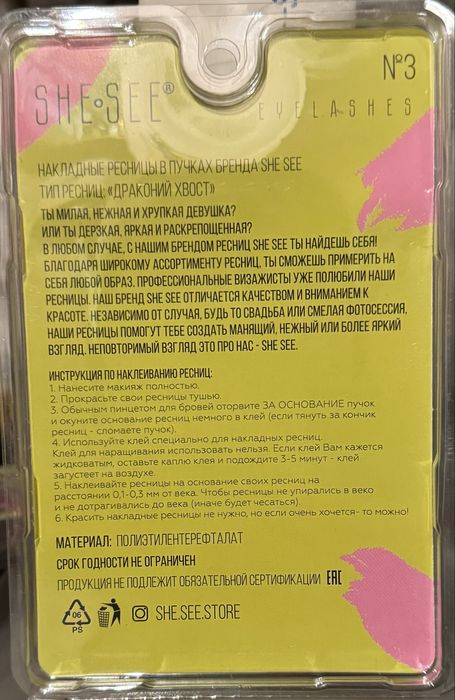 №3
SHE•SEE®
EYELASHES
НАКЛАДНЫЕ РЕСНИЦЫ В ПУЧКАХ БРЕНДА SHE SEE
ТИП РЕСНИЦ: «ДРАКОНИЙ ХВОСТ»
ТЫ МИЛАЯ, НЕЖНАЯ И ХРУПКАЯ ДЕВУШКА?
ИЛИ ТЫ ДЕРЗКАЯ, ЯРКАЯ И РАСКРЕПОЩЕННАЯ?
В ЛЮБОМ СЛУЧАЕ, С НАШИМ БРЕНДОМ РЕСНИЦ SHE SEE ТЫ НАЙДЕШЬ СЕБЯ!
БЛАГОДАРЯ ШИРОКОМУ АССОРТИМЕНТУ РЕСНИЦ, ТЫ СМОЖЕШЬ ПРИМЕРИТЬ НА
СЕБЯ ЛЮБОЙ ОБРАЗ. ПРОФЕССИОНАЛЬНЫЕ ВИЗАЖИСТЫ УЖЕ ПОЛЮБИЛИ НАШИ
РЕСНИЦЫ. НАШ БРЕНД SHE SEE ОТЛИЧАЕТСЯ КАЧЕСТВОМ И ВНИМАНИЕМ К
КРАСОТЕ. НЕЗАВИСИМО ОТ СЛУЧАЯ, БУДЬ ТО СВАДЬБА ИЛИ СМЕЛАЯ ФОТОСЕССИЯ,
НАШИ РЕСНИЦЫ ПОМОГУТ ТЕБЕ СОЗДАТЬ МАНЯЩИЙ, НЕЖНЫЙ ИЛИ БОЛЕЕ ЯРКИЙ
ВЗГЛЯД. НЕПОВТОРИМЫЙ ВЗГЛЯД ЭТО ПРО НАС - SHE SEE.
ИНСТРУКЦИЯ ПО НАКЛЕИВАНИЮ РЕСНИЦ:
1. Нанесите макияж полностью.
2. Прокрасьте свои ресницы тушью.
3. Обычным пинцетом для бровей оторвите ЗА ОСНОВАНИЕ пучок
и окуните основание ресниц немного в клей (если тянуть за кончик
ресниц - сломаете пучок).
4. Используйте клей специально для накладных ресниц.
Клей для наращивания использовать нельзя. Если клей Вам кажется
жидковатым, оставьте каплю клея и подождите 3-5 минут - клей
загустеет на воздухе.
5. Наклеивайте ресницы на основание своих ресниц на
расстоянии 0,1-0,3 мм от века. Чтобы ресницы не упирались в веко
и не дотрагивались до века (иначе будет чесаться).
6. Красить накладные ресницы не нужно, но если очень хочется- то можно!
МАТЕРИАЛ: ПОЛИЭТИЛЕНТЕРЕФТАЛАТ
СРОК ГОДНОСТИ НЕ ОГРАНИЧЕН
ПРОДУКЦИЯ НЕ ПОДЛЕЖИТ ОБЯЗАТЕЛЬНОЙ СЕРТИФИКАЦИИ EAC
06
PS
SHE.SEE.STORE